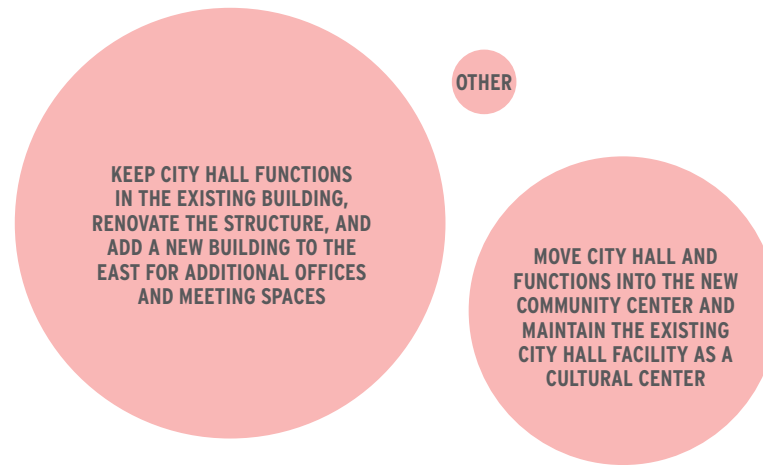 KEEP CITY HALL FUNCTIONS
IN THE EXISTING BUILDING,
RENOVATE THE STRUCTURE, AND
ADD A NEW BUILDING TO THE
EAST FOR ADDITIONAL OFFICES
AND MEETING SPACES
OTHER
MOVE CITY HALL AND
FUNCTIONS INTO THE NEW
COMMUNITY CENTER AND
MAINTAIN THE EXISTING
CITY HALL FACILITY AS A
CULTURAL CENTER